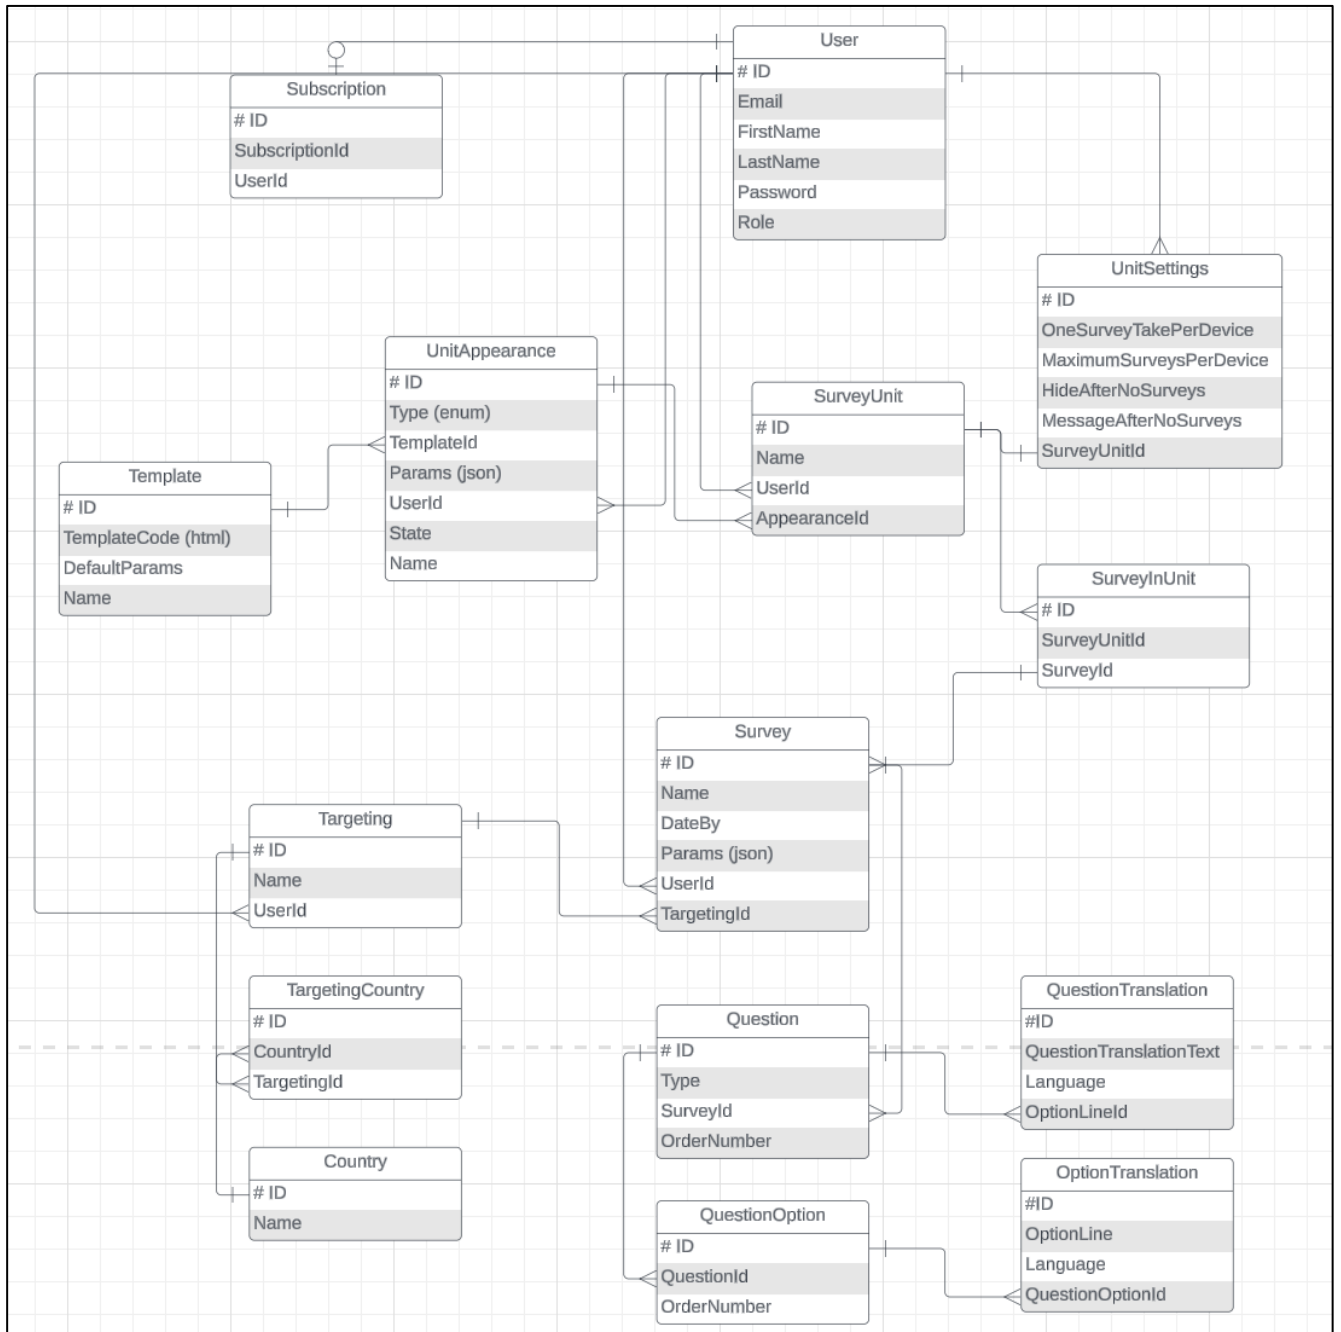 User
# ID
Email
FirstName
LastName
Password
Role
Subscription
# ID
SubscriptionId
UserId
UnitSettings
# ID
OneSurveyTakePerDevice
MaximumSurveysPerDevice
HideAfterNoSurveys
MessageAfterNoSurveys
SurveyUnitId
UnitAppearance
# ID
Type (enum)
TemplateId
Params (json)
UserId
State
Name
SurveyUnit
# ID
Name
UserId
AppearanceId
Template
# ID
TemplateCode (html)
DefaultParams
Name
SurveyInUnit
# ID
SurveyUnitId
SurveyId
Survey
# ID
Name
DateBy
Params (json)
UserId
TargetingId
Targeting
# ID
Name
UserId
TargetingCountry
# ID
CountryId
TargetingId
Question
# ID
Type
SurveyId
OrderNumber
QuestionTranslation
#ID
QuestionTranslationText
Language
OptionLineId
Country
# ID
Name
QuestionOption
# ID
QuestionId
OrderNumber
OptionTranslation
#ID
OptionLine
Language
QuestionOptionId